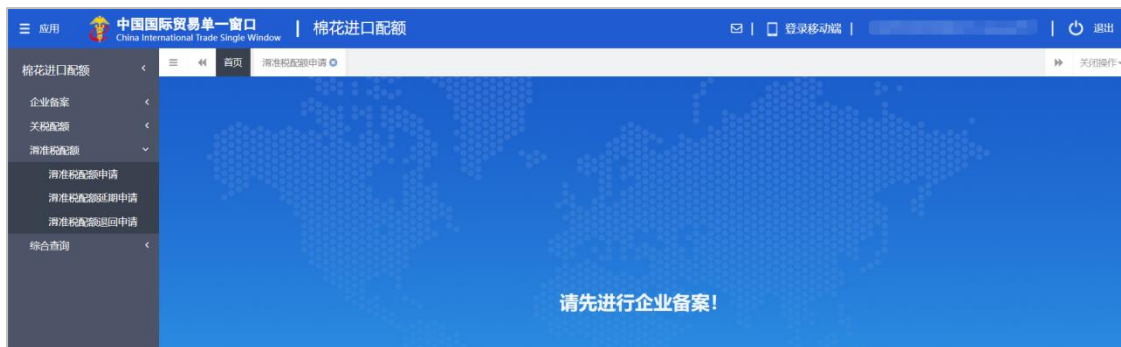 应用 中国国际贸易单一窗口 | 棉花进口配额 | 登录移动端 | | 退出
China International Trade Single Window
棉花进口配额 首页 滑准税配额申请 关闭操作
企业备案
关税配额
滑准税配额
滑准税配额申请
滑准税配额延期申请
滑准税配额退回申请
综合查询
请先进行企业备案!